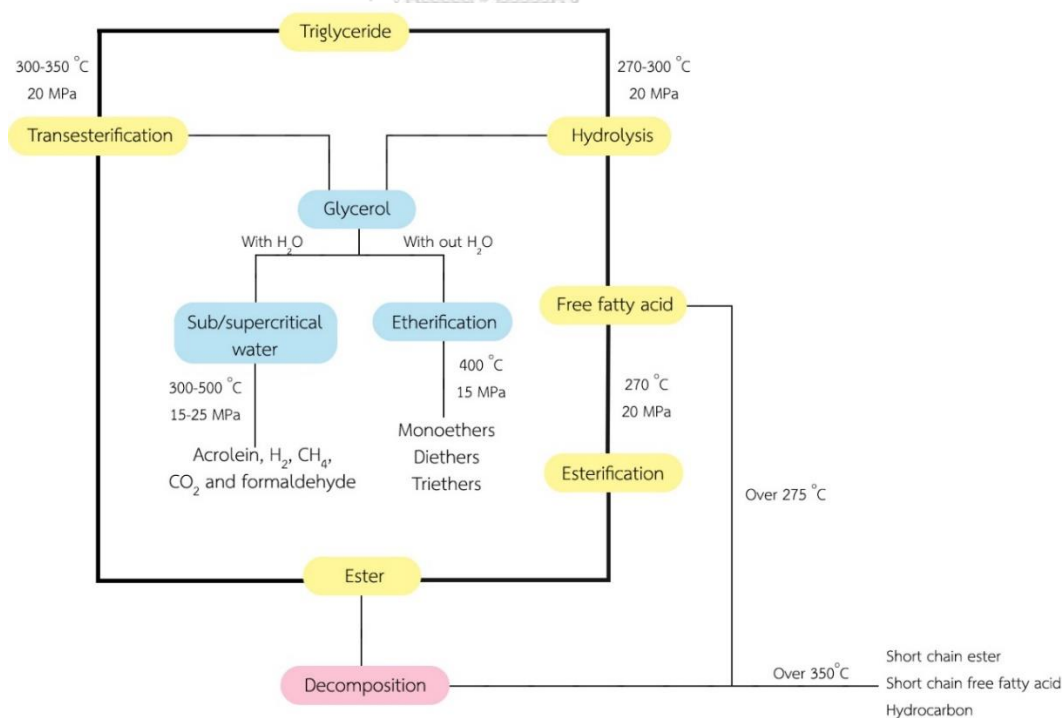 Triglyceride
300-350 °C
20 MPa
270-300 °C
20 MPa
Transesterification
Hydrolysis
Glycerol
With H₂O
With out H₂O
Sub/supercritical
water
Etherification
Free fatty acid
300-500 °C
15-25 MPa
400 °C
15 MPa
270 °C
20 MPa
Acrolein, H₂, CH₄,
CO₂ and formaldehyde
Monoethers
Diethers
Triethers
Esterification
Over 275 °C
Ester
Decomposition
Over 350°C
Short chain ester
Short chain free fatty acid
Hydrocarbon